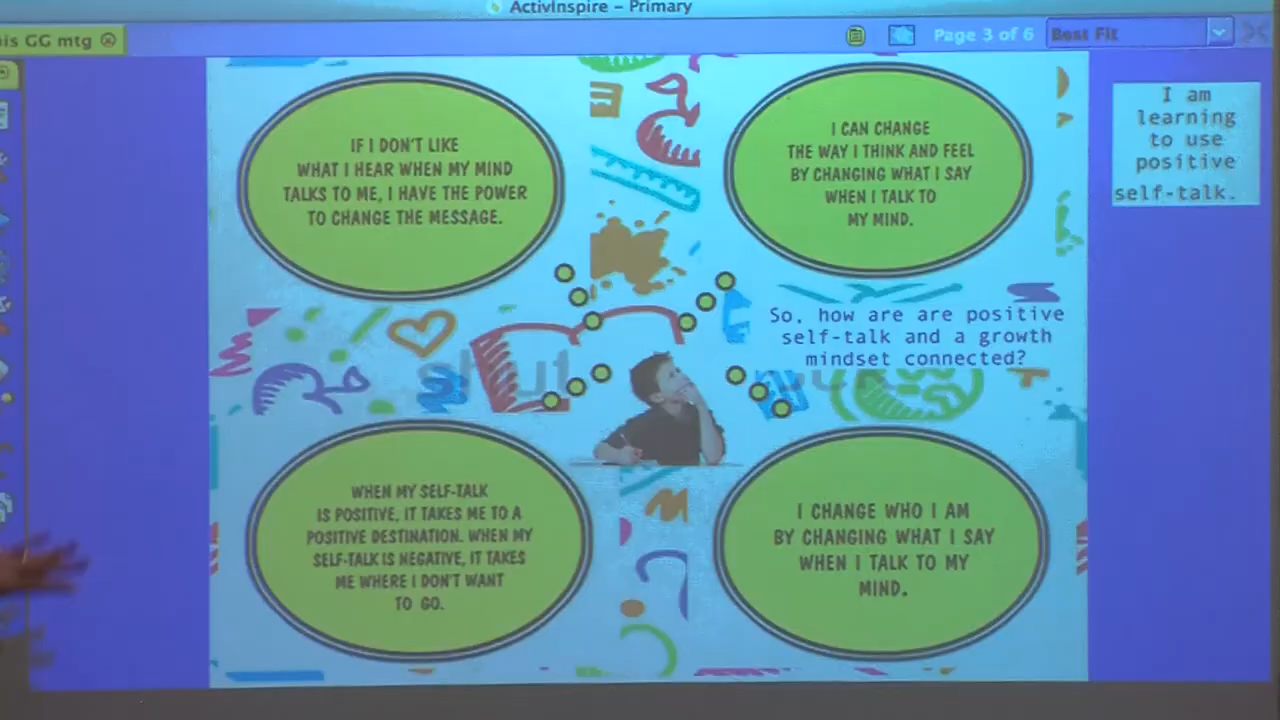 ActivInspire – Primary
is GG mtg
Page 3 of 6
Best Fit
IF I DON'T LIKE
WHAT I HEAR WHEN MY MIND
TALKS TO ME, I HAVE THE POWER
TO CHANGE THE MESSAGE.
I CAN CHANGE
THE WAY I THINK AND FEEL
BY CHANGING WHAT I SAY
WHEN I TALK TO
MY MIND.
I am
learning
to use
positive
self-talk.
So, how are are positive
self-talk and a growth
mindset connected?
WHEN MY SELF-TALK
IS POSITIVE, IT TAKES ME TO A
POSITIVE DESTINATION. WHEN MY
SELF-TALK IS NEGATIVE, IT TAKES
ME WHERE I DON'T WANT
TO GO.
I CHANGE WHO I AM
BY CHANGING WHAT I SAY
WHEN I TALK TO MY
MIND.